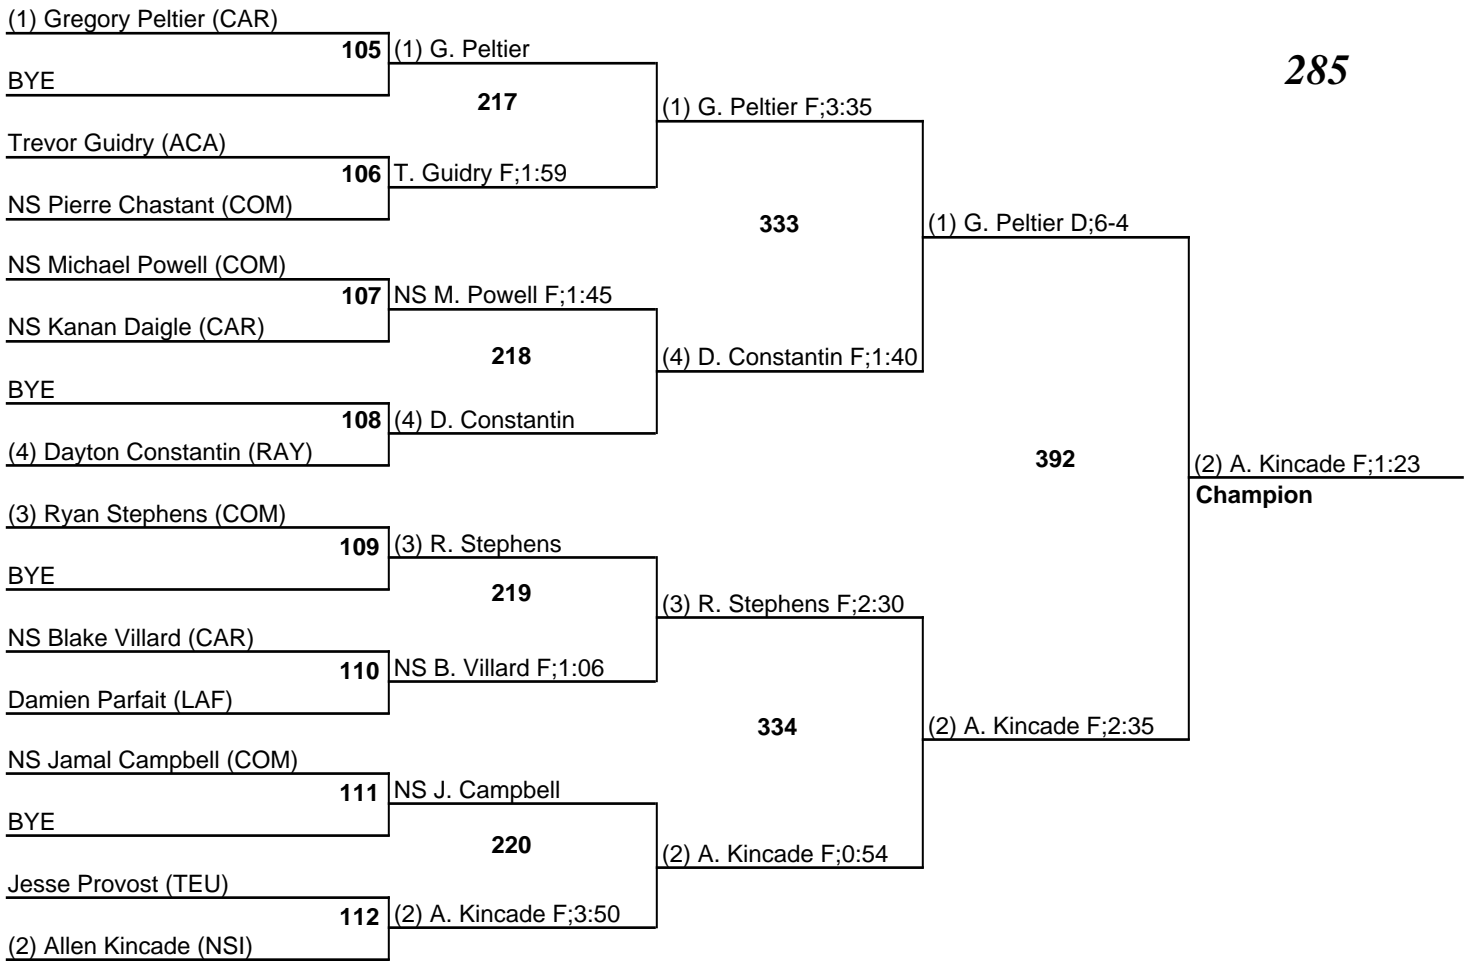 (1) Gregory Peltier (CAR)
105
(1) G. Peltier
285
BYE
217
(1) G. Peltier F;3:35
Trevor Guidry (ACA)
106
T. Guidry F;1:59
NS Pierre Chastant (COM)
333
(1) G. Peltier D;6-4
NS Michael Powell (COM)
107
NS M. Powell F;1:45
NS Kanan Daigle (CAR)
218
(4) D. Constantin F;1:40
BYE
108
(4) D. Constantin
(4) Dayton Constantin (RAY)
392
(2) A. Kincade F;1:23
Champion
(3) Ryan Stephens (COM)
109
(3) R. Stephens
BYE
219
(3) R. Stephens F;2:30
NS Blake Villard (CAR)
110
NS B. Villard F;1:06
Damien Parfait (LAF)
334
(2) A. Kincade F;2:35
NS Jamal Campbell (COM)
111
NS J. Campbell
BYE
220
(2) A. Kincade F;0:54
Jesse Provost (TEU)
112
(2) A. Kincade F;3:50
(2) Allen Kincade (NSI)